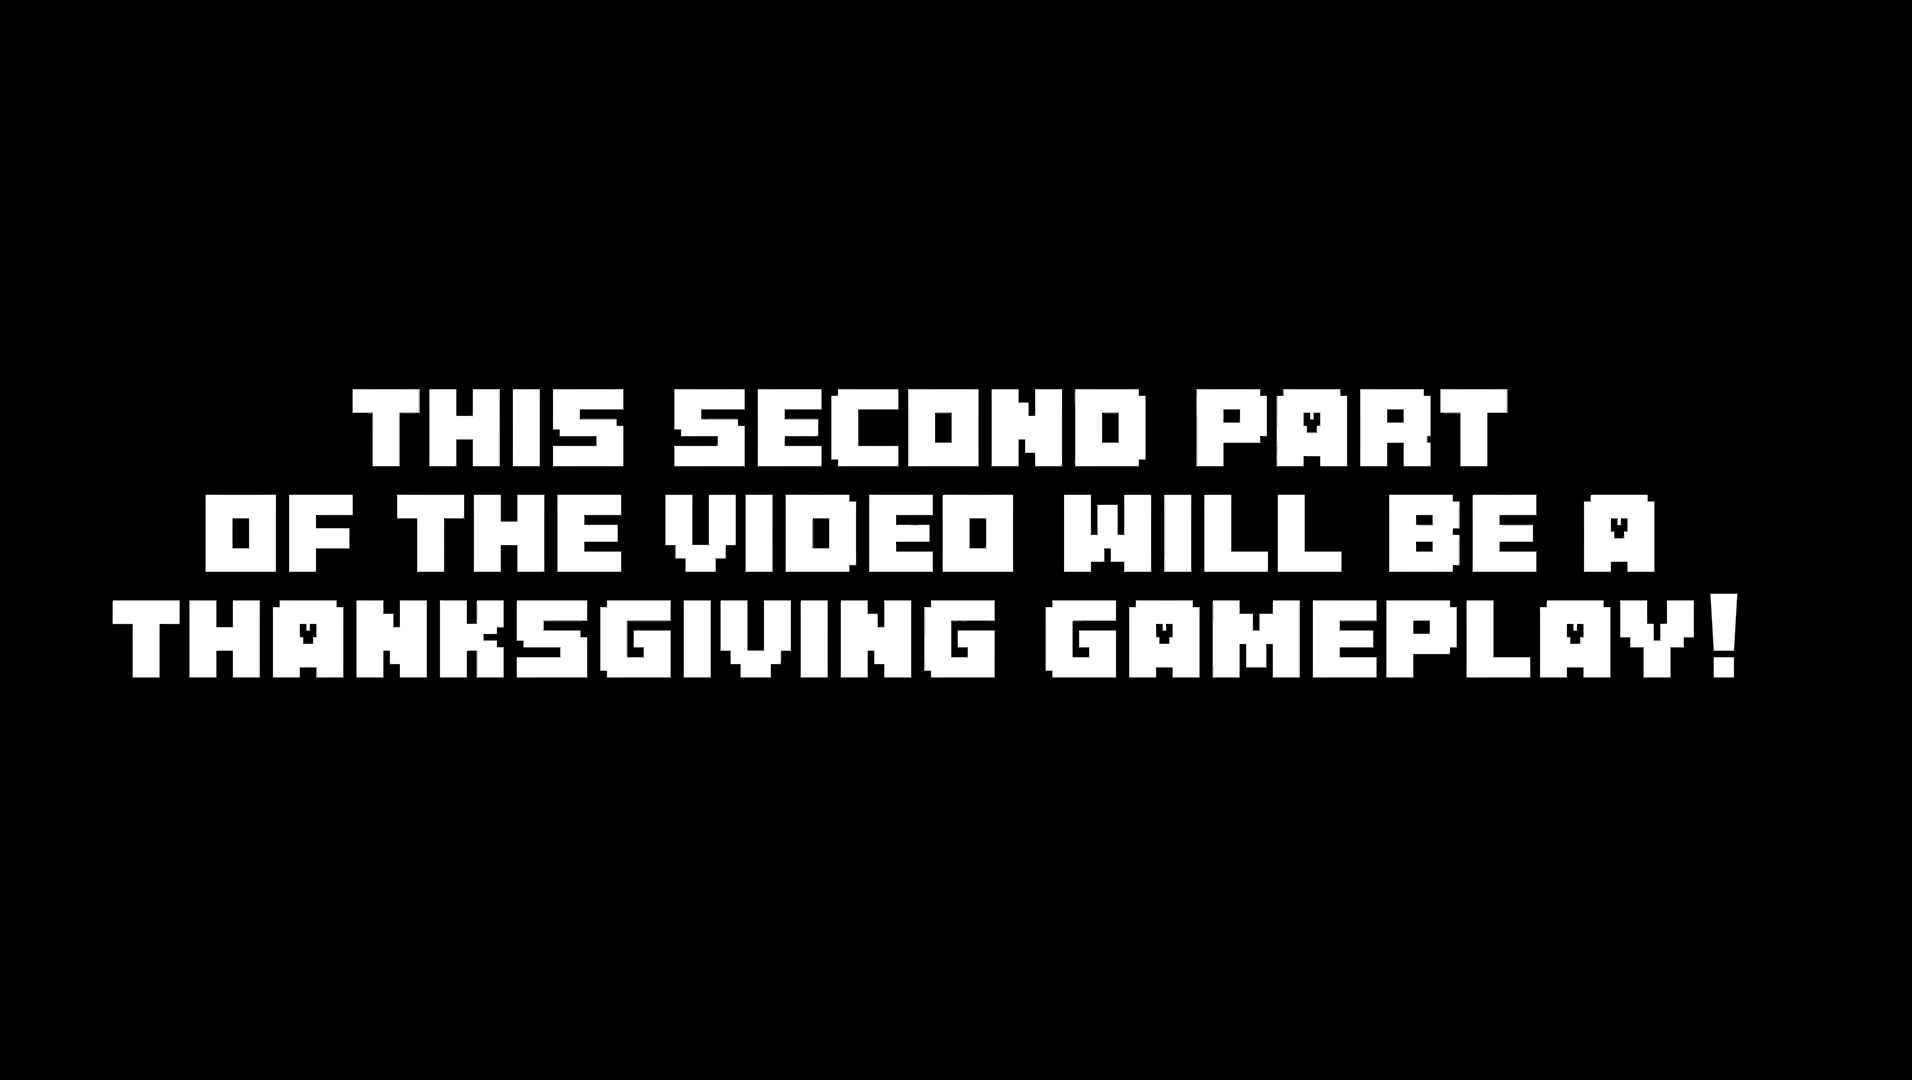 THIS SECOND PART
OF THE VIDEO WILL BE A
THANKSGIVING GAMEPLAY!